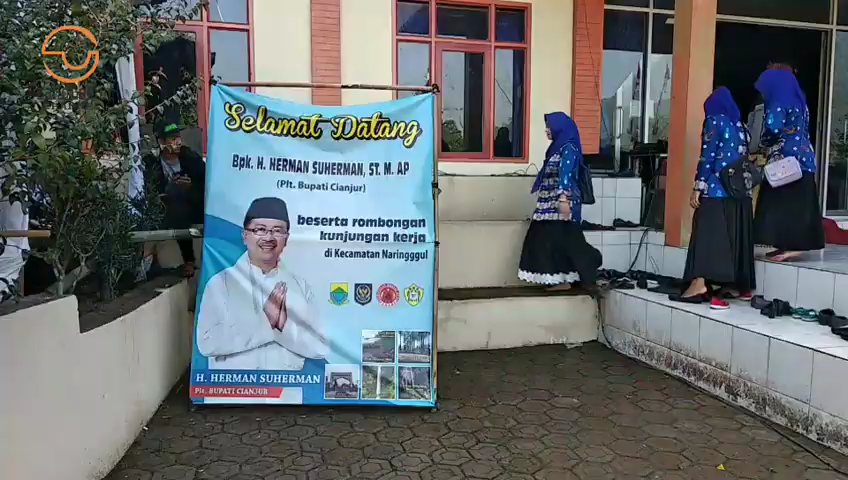 Selamat Datang
Bpk. H. HERMAN SUHERMAN, ST. M. AP
(Plt. Bupati Cianjur)
beserta rombongan
kunjungan kerja
di Kecamatan Naringggul
H. HERMAN SUHERMAN
Plt. BUPATI CIANJUR